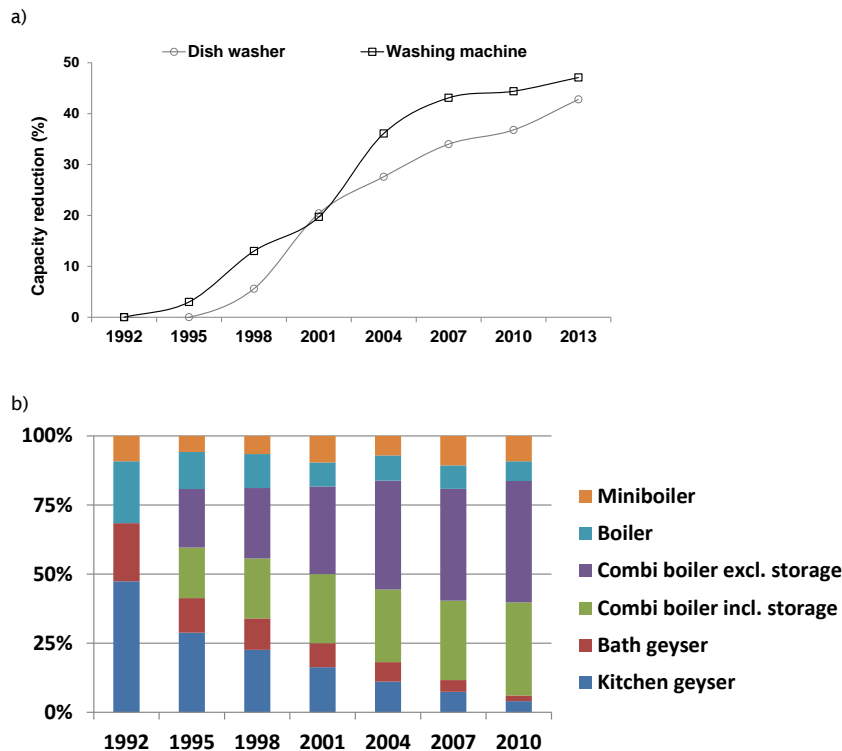 a)
Dish washer Washing machine
50
40
30
20
10
0
Capacity reduction (%)
1992 1995 1998 2001 2004 2007 2010 2013
b)
100%
75%
50%
25%
0%
1992 1995 1998 2001 2004 2007 2010
Miniboiler
Boiler
Combi boiler excl. storage
Combi boiler incl. storage
Bath geyser
Kitchen geyser